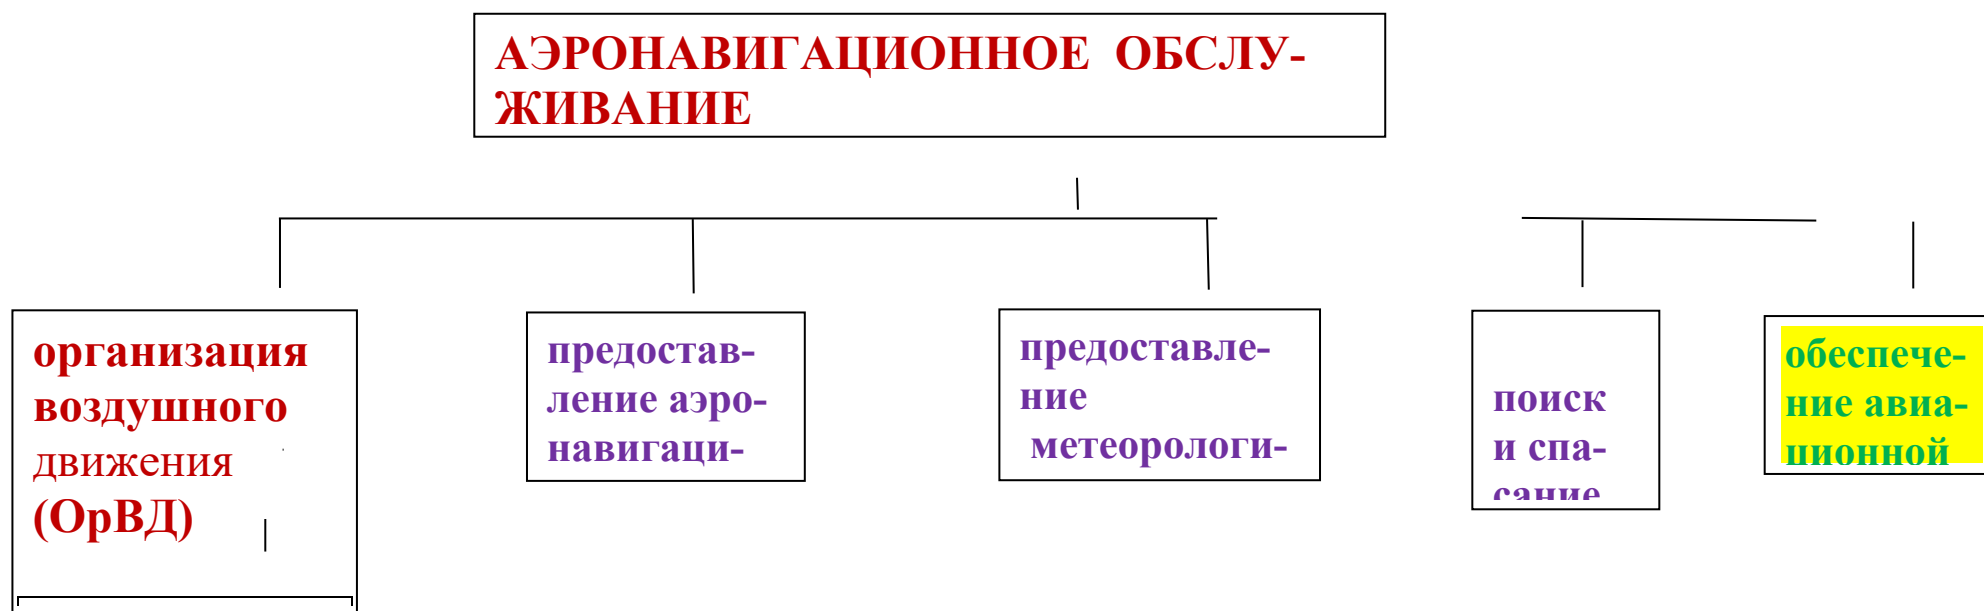 АЭРОНАВИГАЦИОННОЕ ОБСЛУ-
ЖИВАНИЕ
организация
воздушного
движения
(ОрВД)
предостав-
ление аэро-
навигаци-
предоставле-
ние
метеорологи-
поиск
и спа-
сание
обеспече-
ние авиа-
ционной